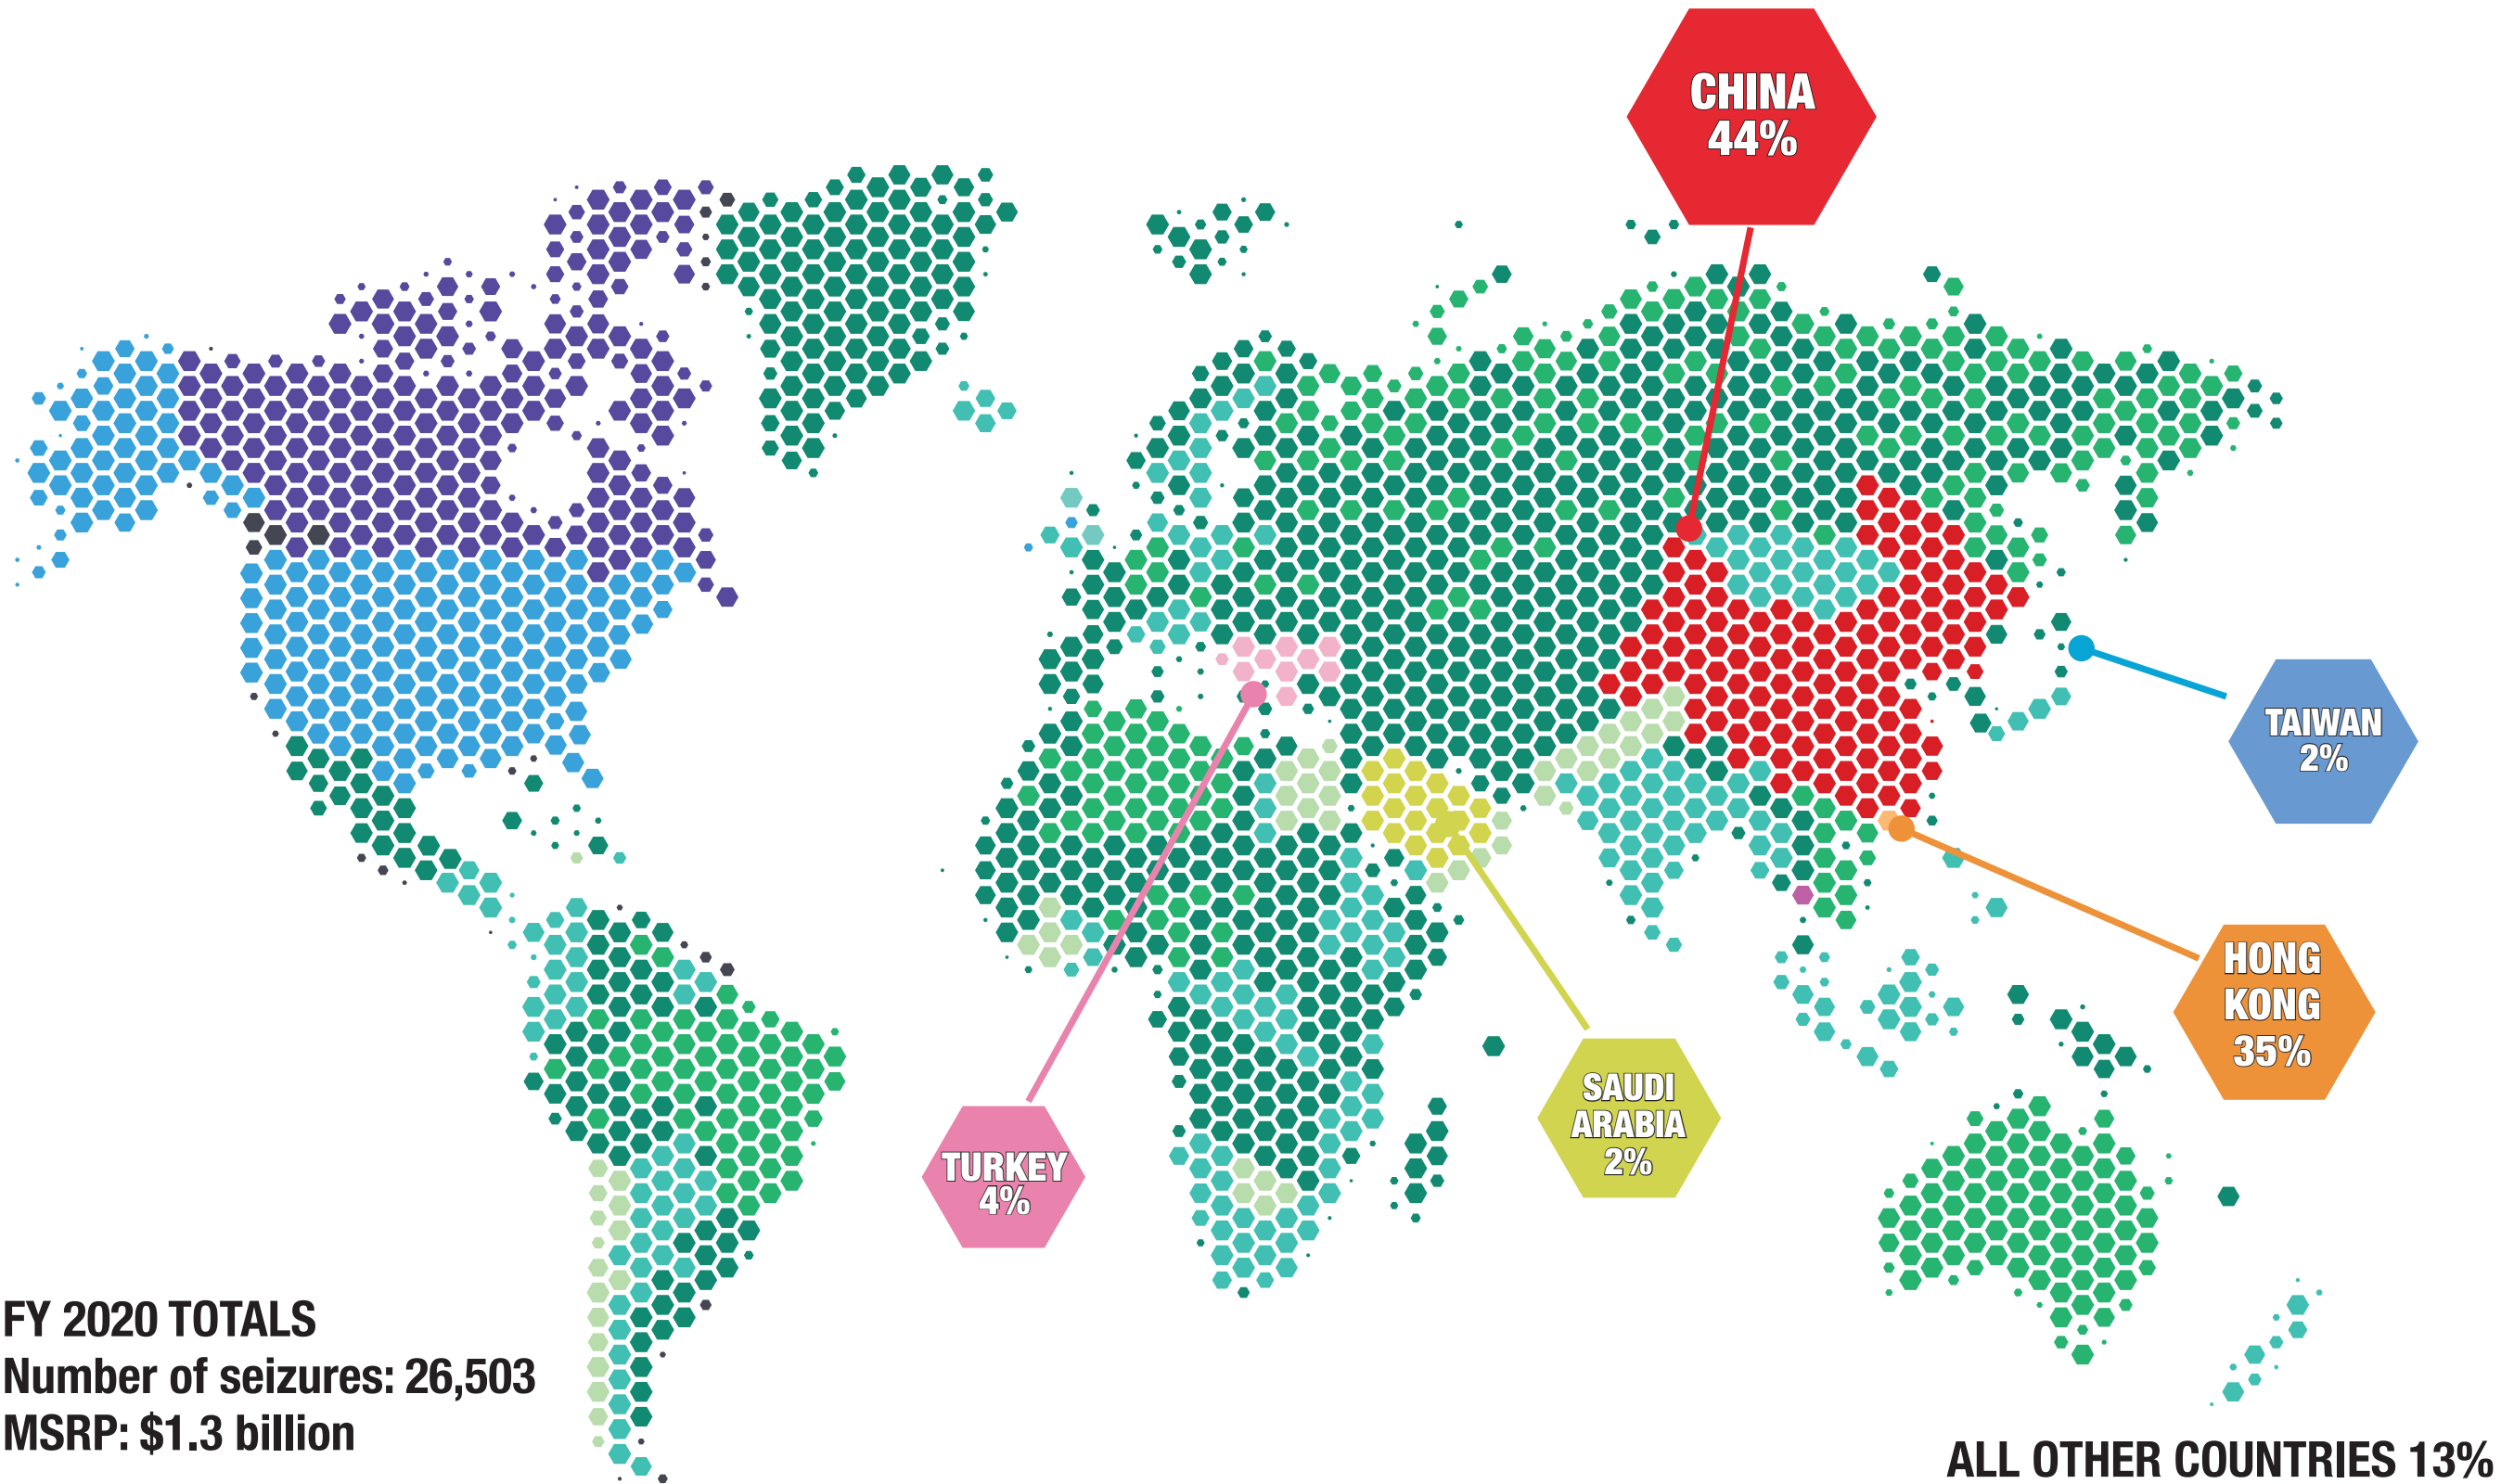 CHINA
44%
TAIWAN
2%
HONG
KONG
35%
SAUDI
ARABIA
2%
TURKEY
4%
FY 2020 TOTALS
Number of seizures: 26,503
MSRP: $1.3 billion
ALL OTHER COUNTRIES 13%